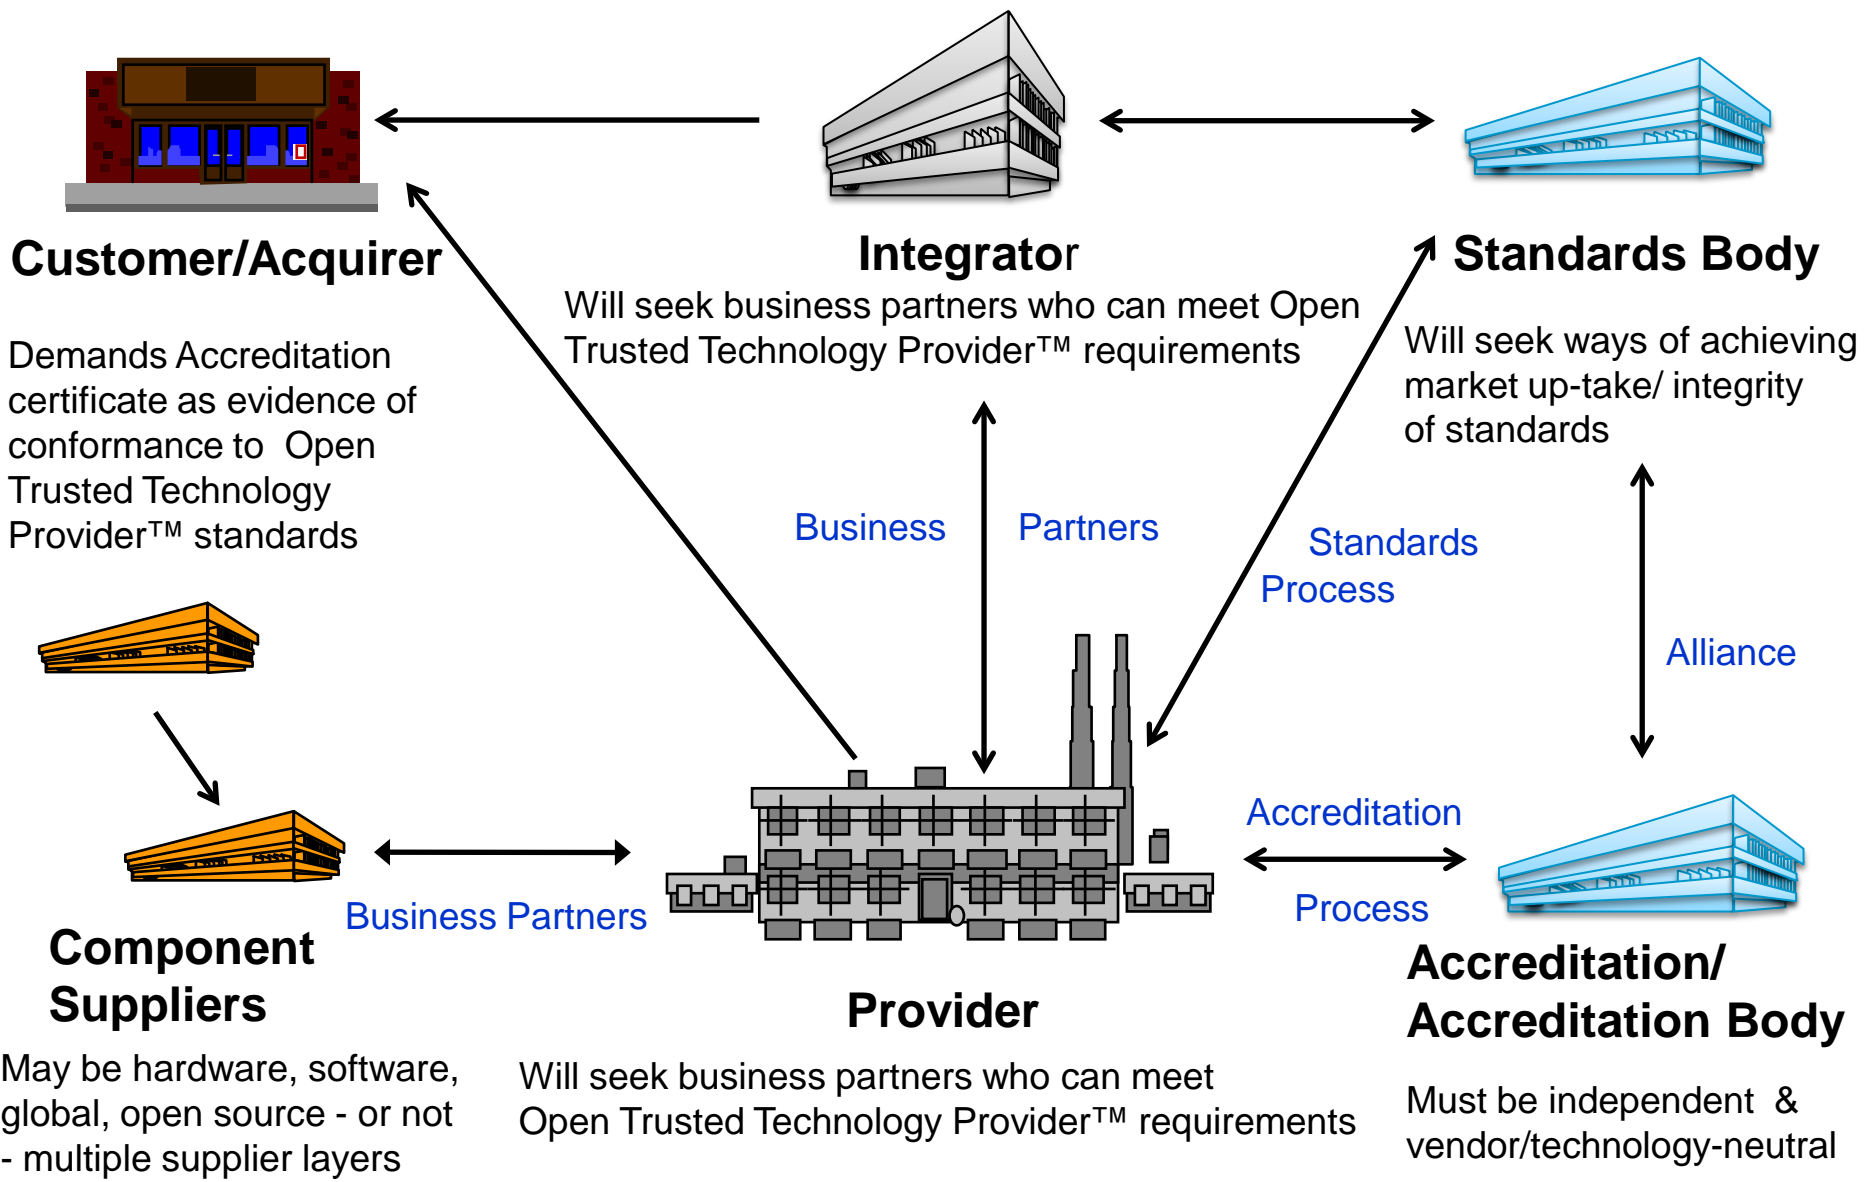 Customer/Acquirer
Demands Accreditation
certificate as evidence of
conformance to  Open
Trusted Technology
Provider™ standards
Integrator
Will seek business partners who can meet Open
Trusted Technology Provider™ requirements
Standards Body
Will seek ways of achieving
market up-take/ integrity
of standards
Business Partners
Standards
Process
Alliance
Accreditation
Process
Business Partners
Component
Suppliers
May be hardware, software,
global, open source - or not
- multiple supplier layers
Provider
Will seek business partners who can meet
Open Trusted Technology Provider™ requirements
Accreditation/
Accreditation Body
Must be independent  &
vendor/technology-neutral